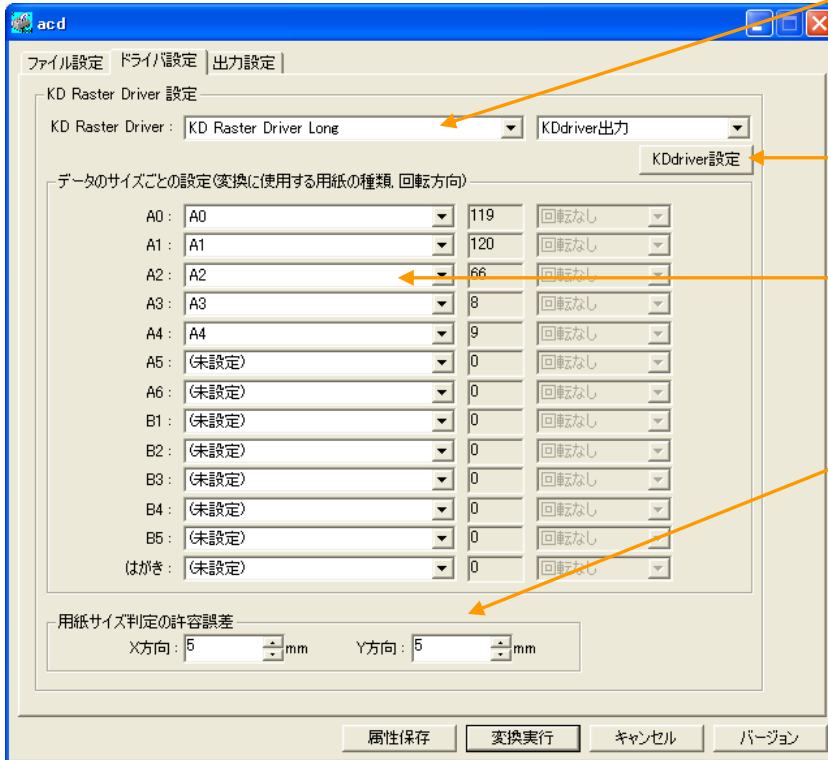 acd
ファイル設定 ドライバ設定 出力設定
KD Raster Driver 設定
KD Raster Driver : KD Raster Driver Long KDdriver出力
KDdriver設定
データのサイズごとの設定(変換に使用する用紙の種類, 回転方向)
A0 : A0 119 回転なし
A1 : A1 120 回転なし
A2 : A2 66 回転なし
A3 : A3 8 回転なし
A4 : A4 9 回転なし
A5 : (未設定) 0 回転なし
A6 : (未設定) 0 回転なし
B1 : (未設定) 0 回転なし
B2 : (未設定) 0 回転なし
B3 : (未設定) 0 回転なし
B4 : (未設定) 0 回転なし
B5 : (未設定) 0 回転なし
はがき : (未設定) 0 回転なし
用紙サイズ判定の許容誤差
X方向 : 5 mm Y方向 : 5 mm
属性保存 変換実行 キャンセル バージョン